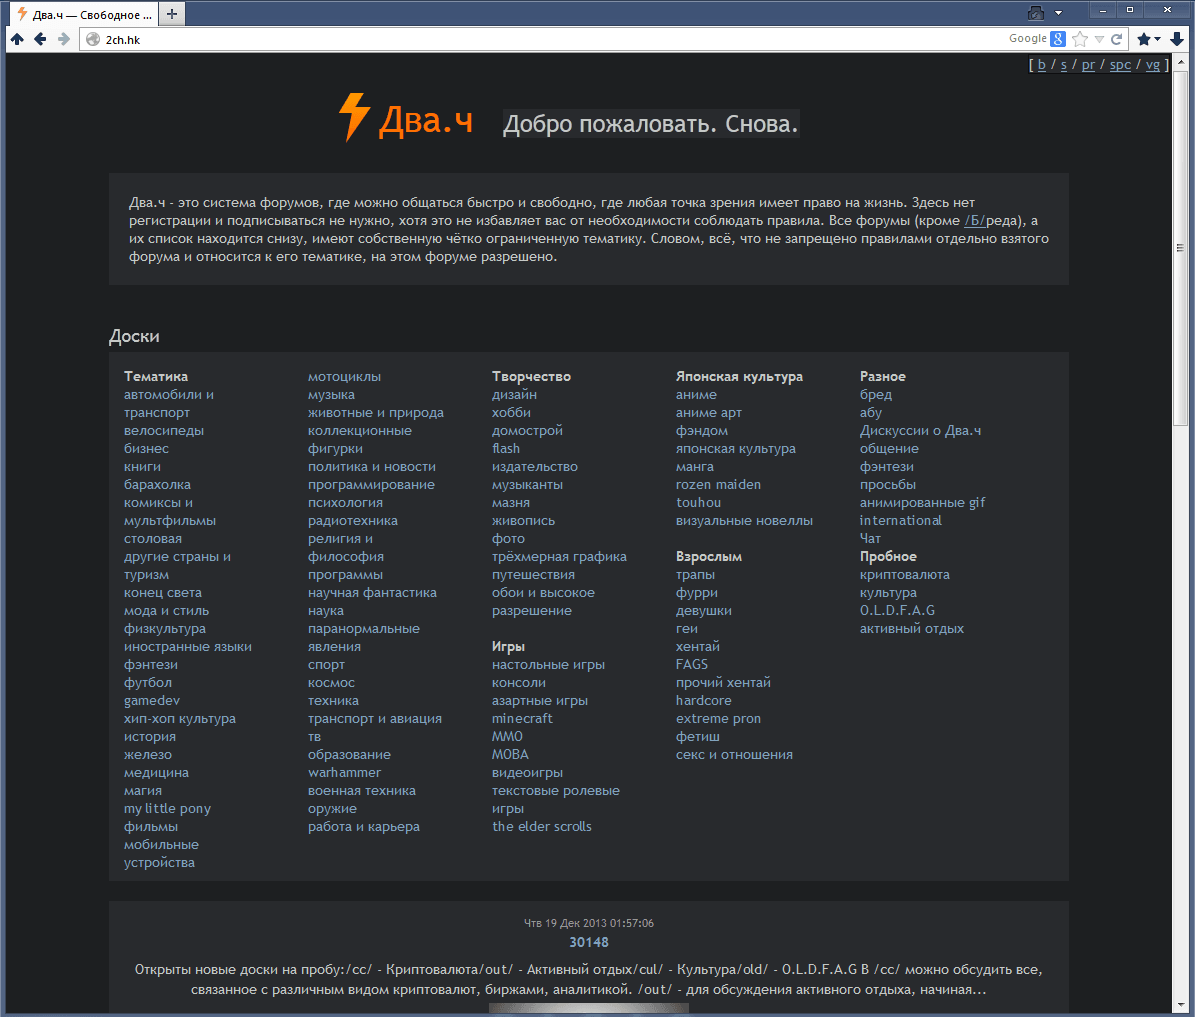 Два.ч — Свободное ...
2ch.hk
Google
[ b / s / pr / spc / vg ]
Два.ч
Добро пожаловать. Снова.
Два.ч - это система форумов, где можно общаться быстро и свободно, где любая точка зрения имеет право на жизнь. Здесь нет
регистрации и подписываться не нужно, хотя это не избавляет вас от необходимости соблюдать правила. Все форумы (кроме /Б/реда), а
их список находится снизу, имеют собственную чётко ограниченную тематику. Словом, всё, что не запрещено правилами отдельно взятого
форума и относится к его тематике, на этом форуме разрешено.
Доски
Тематика
автомобили и
транспорт
велосипеды
бизнес
книги
барахолка
комиксы и
мультфильмы
столовая
другие страны и
туризм
конец света
мода и стиль
физкультура
иностранные языки
фэнтези
футбол
gamedev
хип-хоп культура
история
железо
медицина
магия
my little pony
фильмы
мобильные
устройства
мотоциклы
музыка
животные и природа
коллекционные
фигурки
политика и новости
программирование
психология
радиотехника
религия и
философия
программы
научная фантастика
наука
паранормальные
явления
спорт
космос
техника
транспорт и авиация
тв
образование
warhammer
военная техника
оружие
работа и карьера
Творчество
дизайн
хобби
домострой
flash
издательство
музыканты
мазня
живопись
фото
трёхмерная графика
путешествия
обои и высокое
разрешение
Игры
настольные игры
консоли
азартные игры
minecraft
MMO
MOBA
видеоигры
текстовые ролевые
игры
the elder scrolls
Японская культура
аниме
аниме арт
фэндом
японская культура
манга
rozen maiden
touhou
визуальные новеллы
Взрослым
трапы
фурри
девушки
геи
хентай
FAGS
прочий хентай
hardcore
extreme pron
фетиш
секс и отношения
Разное
бред
абу
Дискуссии о Два.ч
общение
фэнтези
просьбы
анимированные gif
international
Чат
Пробное
криптовалюта
культура
O.L.D.F.A.G
активный отдых
Чтв 19 Дек 2013 01:57:06
30148
Открыты новые доски на пробу:/cc/ - Криптовалюта/out/ - Активный отдых/cul/ - Культура/old/ - O.L.D.F.A.G В /cc/ можно обсудить все,
связанное с различным видом криптовалют, биржами, аналитикой. /out/ - для обсуждения активного отдыха, начиная...